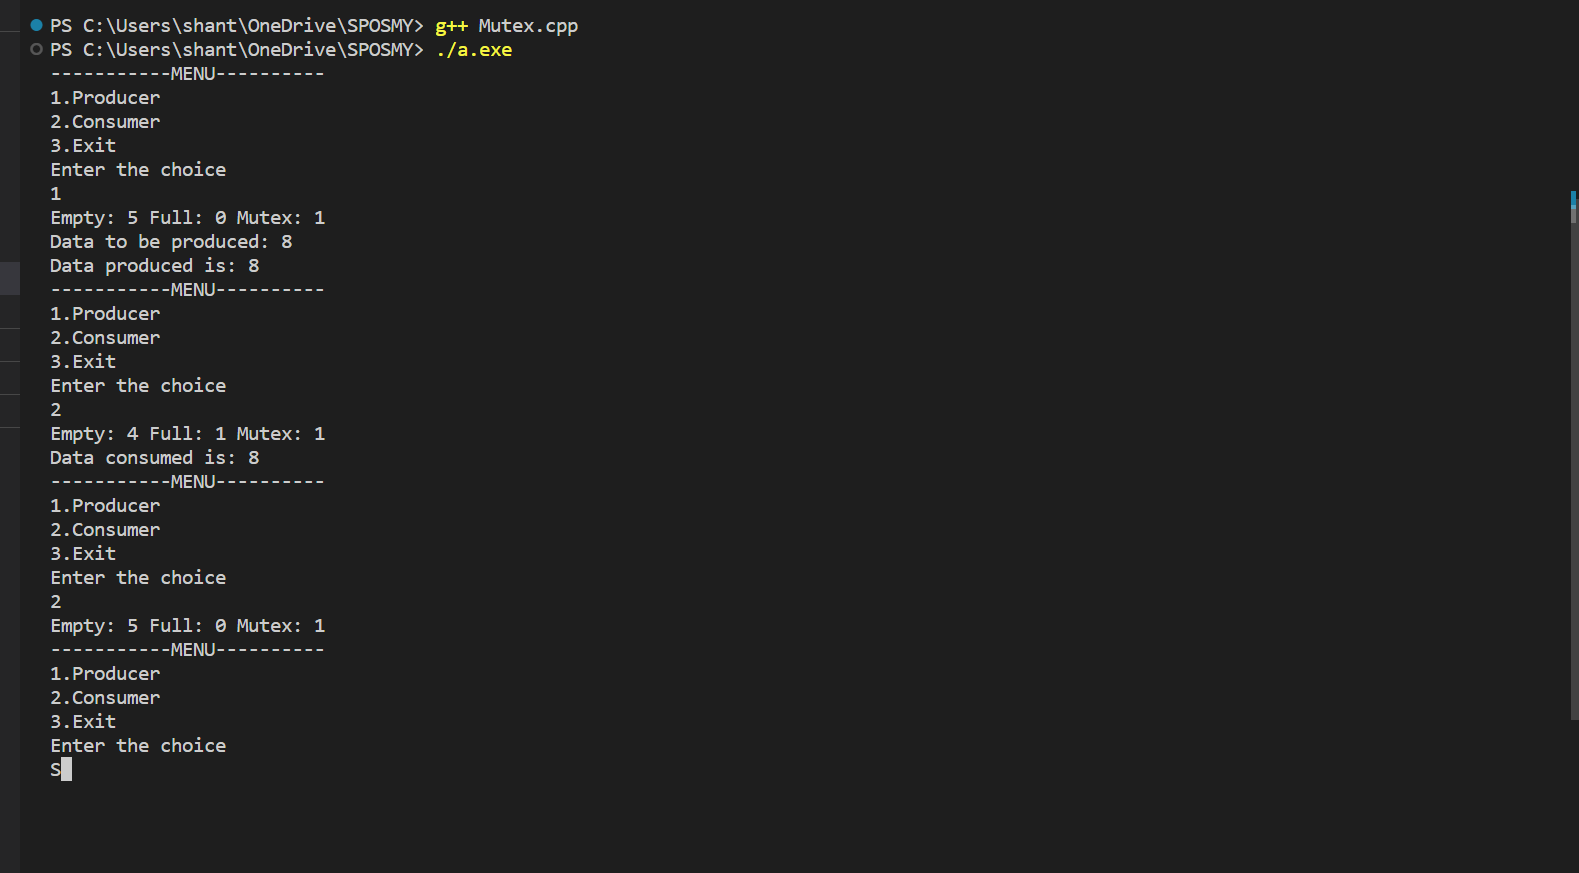 PS C:\Users\shant\OneDrive\SPOSMY> g++ Mutex.cpp
PS C:\Users\shant\OneDrive\SPOSMY> ./a.exe
-----------MENU----------
1.Producer
2.Consumer
3.Exit
Enter the choice
1
Empty: 5 Full: 0 Mutex: 1
Data to be produced: 8
Data produced is: 8
-----------MENU----------
1.Producer
2.Consumer
3.Exit
Enter the choice
2
Empty: 4 Full: 1 Mutex: 1
Data consumed is: 8
-----------MENU----------
1.Producer
2.Consumer
3.Exit
Enter the choice
2
Empty: 5 Full: 0 Mutex: 1
-----------MENU----------
1.Producer
2.Consumer
3.Exit
Enter the choice
S